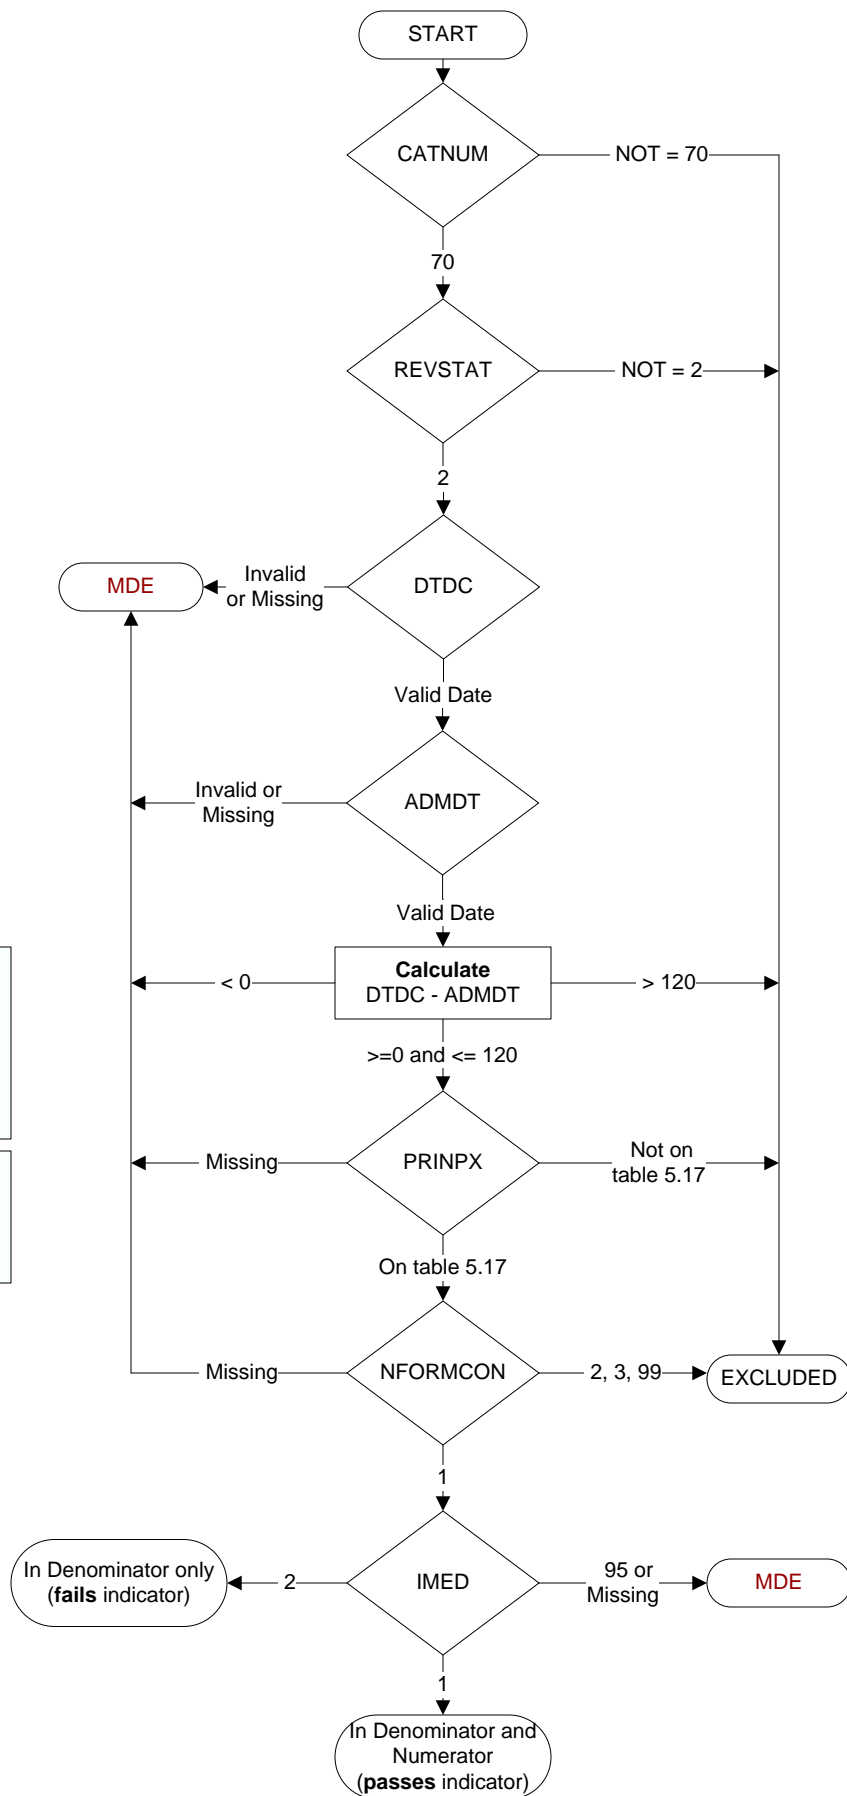 START
CATNUM
NOT = 70
70
REVSTAT
NOT = 2
2
MDE
Invalid
or Missing
DTDC
Valid Date
Invalid or
Missing
ADMDT
Valid Date
< 0
Calculate
DTDC - ADMDT
> 120
>=0 and <= 120
Missing
PRINPX
Not on
table 5.17
On table 5.17
Missing
NFORMCON
2, 3, 99
EXCLUDED
1
In Denominator only
(fails indicator)
2
IMED
95 or
Missing
MDE
1
In Denominator and
Numerator
(passes indicator)